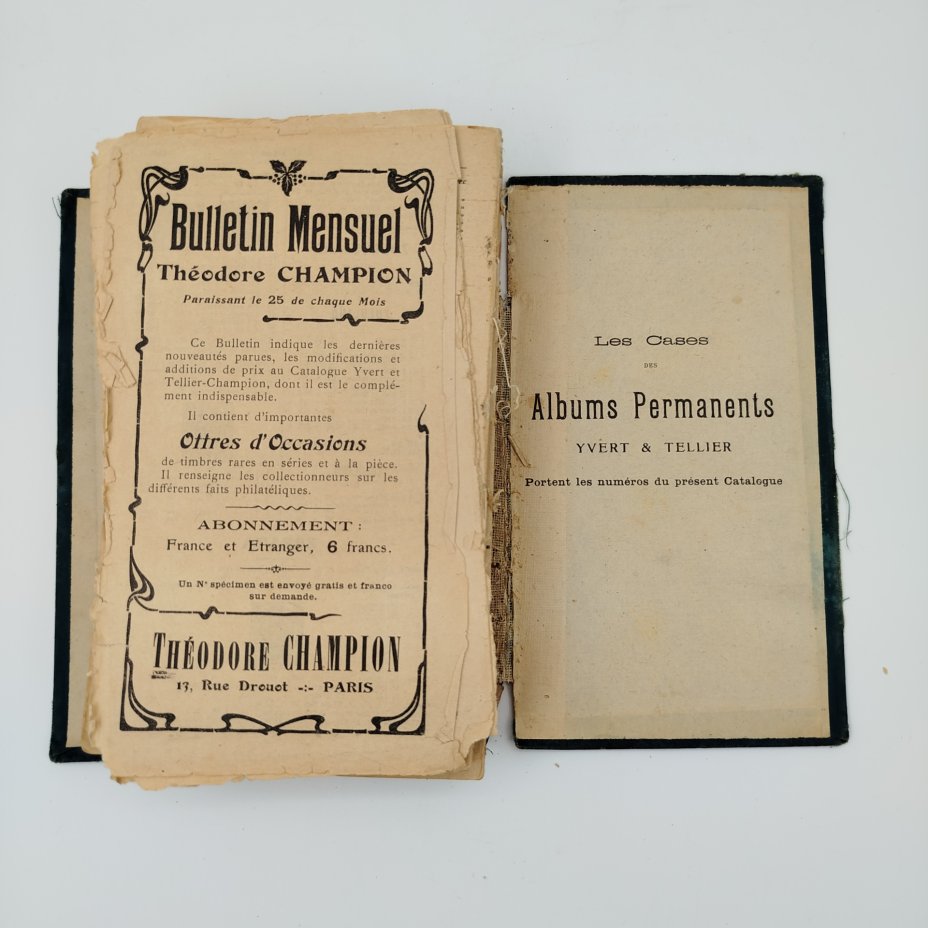 Bulletin Mensuel
Théodore CHAMPION
Paraissant le 25 de chaque Mois
Ce Bulletin indique les dernières
nouveautés parues, les modifications et
additions de prix au Catalogue Yvert et
Tellier-Champion, dont il est le complé-
ment indispensable.
Il contient d'importantes
Offres d'Occasions
de timbres rares en séries et à la pièce.
Il renseigne les collectionneurs sur les
différents faits philatéliques.
ABONNEMENT :
France et Etranger, 6 francs.
Un N° spécimen est envoyé gratis et franco
sur demande.
THÉODORE CHAMPION
13, Rue Drouot -:- PARIS
Les Cases
DES
Albums Permanents
YVERT & TELLIER
Portent les numéros du présent Catalogue